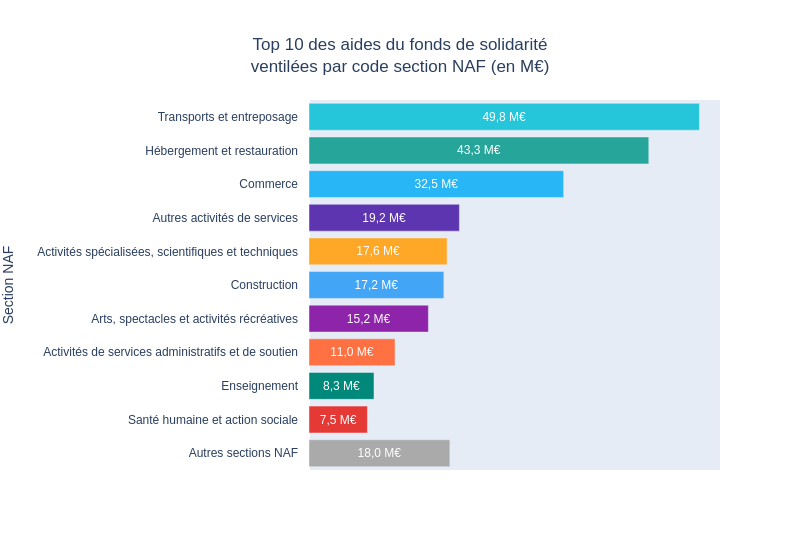 Top 10 des aides du fonds de solidarité
ventilées par code section NAF (en M€)
Section NAF
Transports et entreposage 49,8 M€
Hébergement et restauration 43,3 M€
Commerce 32,5 M€
Autres activités de services 19,2 M€
Activités spécialisées, scientifiques et techniques 17,6 M€
Construction 17,2 M€
Arts, spectacles et activités récréatives 15,2 M€
Activités de services administratifs et de soutien 11,0 M€
Enseignement 8,3 M€
Santé humaine et action sociale 7,5 M€
Autres sections NAF 18,0 M€